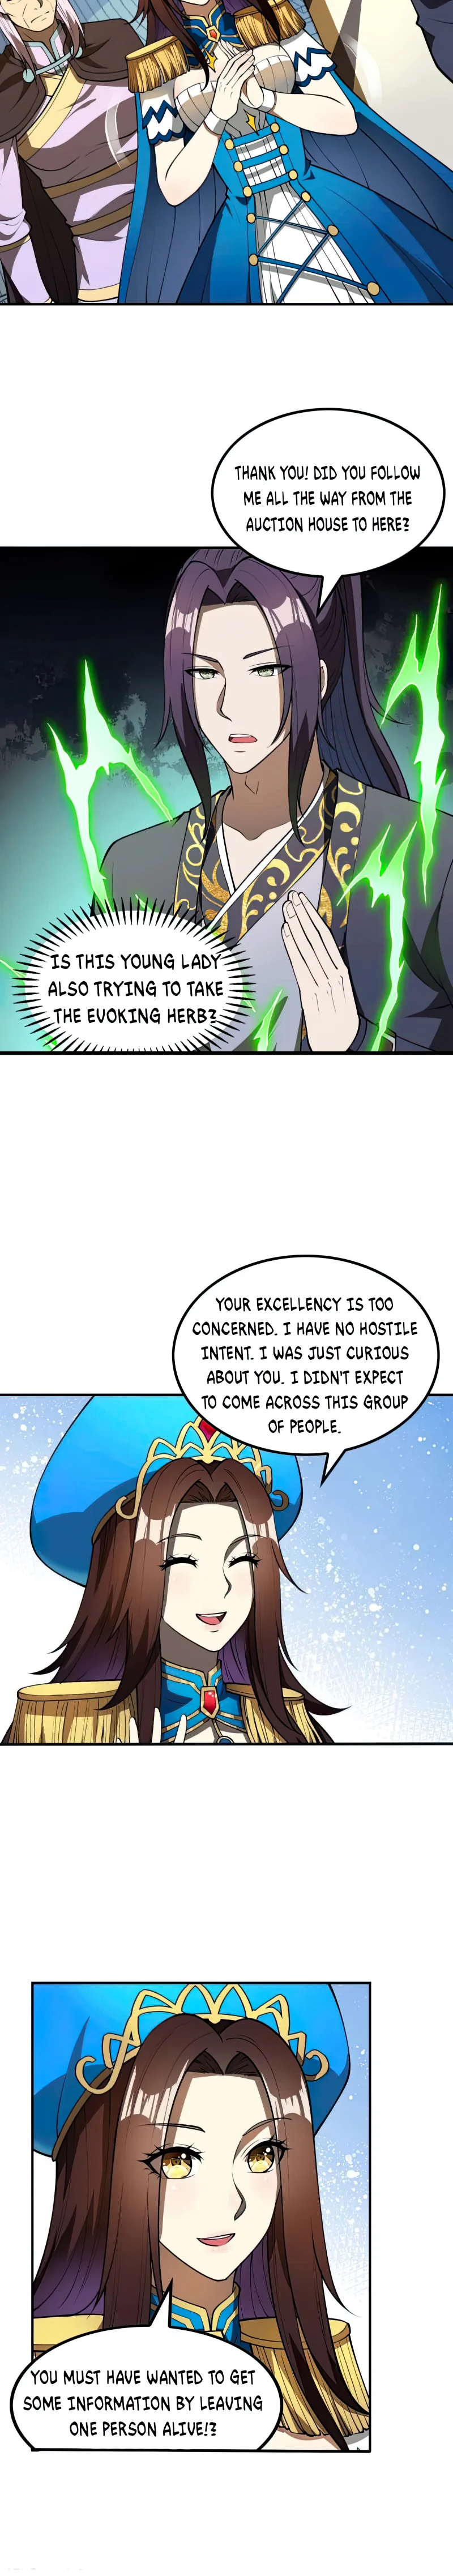 THANK YOU! DID YOU FOLLOW
ME ALL THE WAY FROM THE
AUCTION HOUSE TO HERE?
IS THIS YOUNG LADY
ALSO TRYING TO TAKE
THE EVOKING HERB?
YOUR EXCELLENCY IS TOO
CONCERNED. I HAVE NO HOSTILE
INTENT. I WAS JUST CURIOUS
ABOUT YOU. I DIDN'T EXPECT
TO COME ACROSS THIS GROUP
OF PEOPLE.
YOU MUST HAVE WANTED TO GET
SOME INFORMATION BY LEAVING
ONE PERSON ALIVE!?